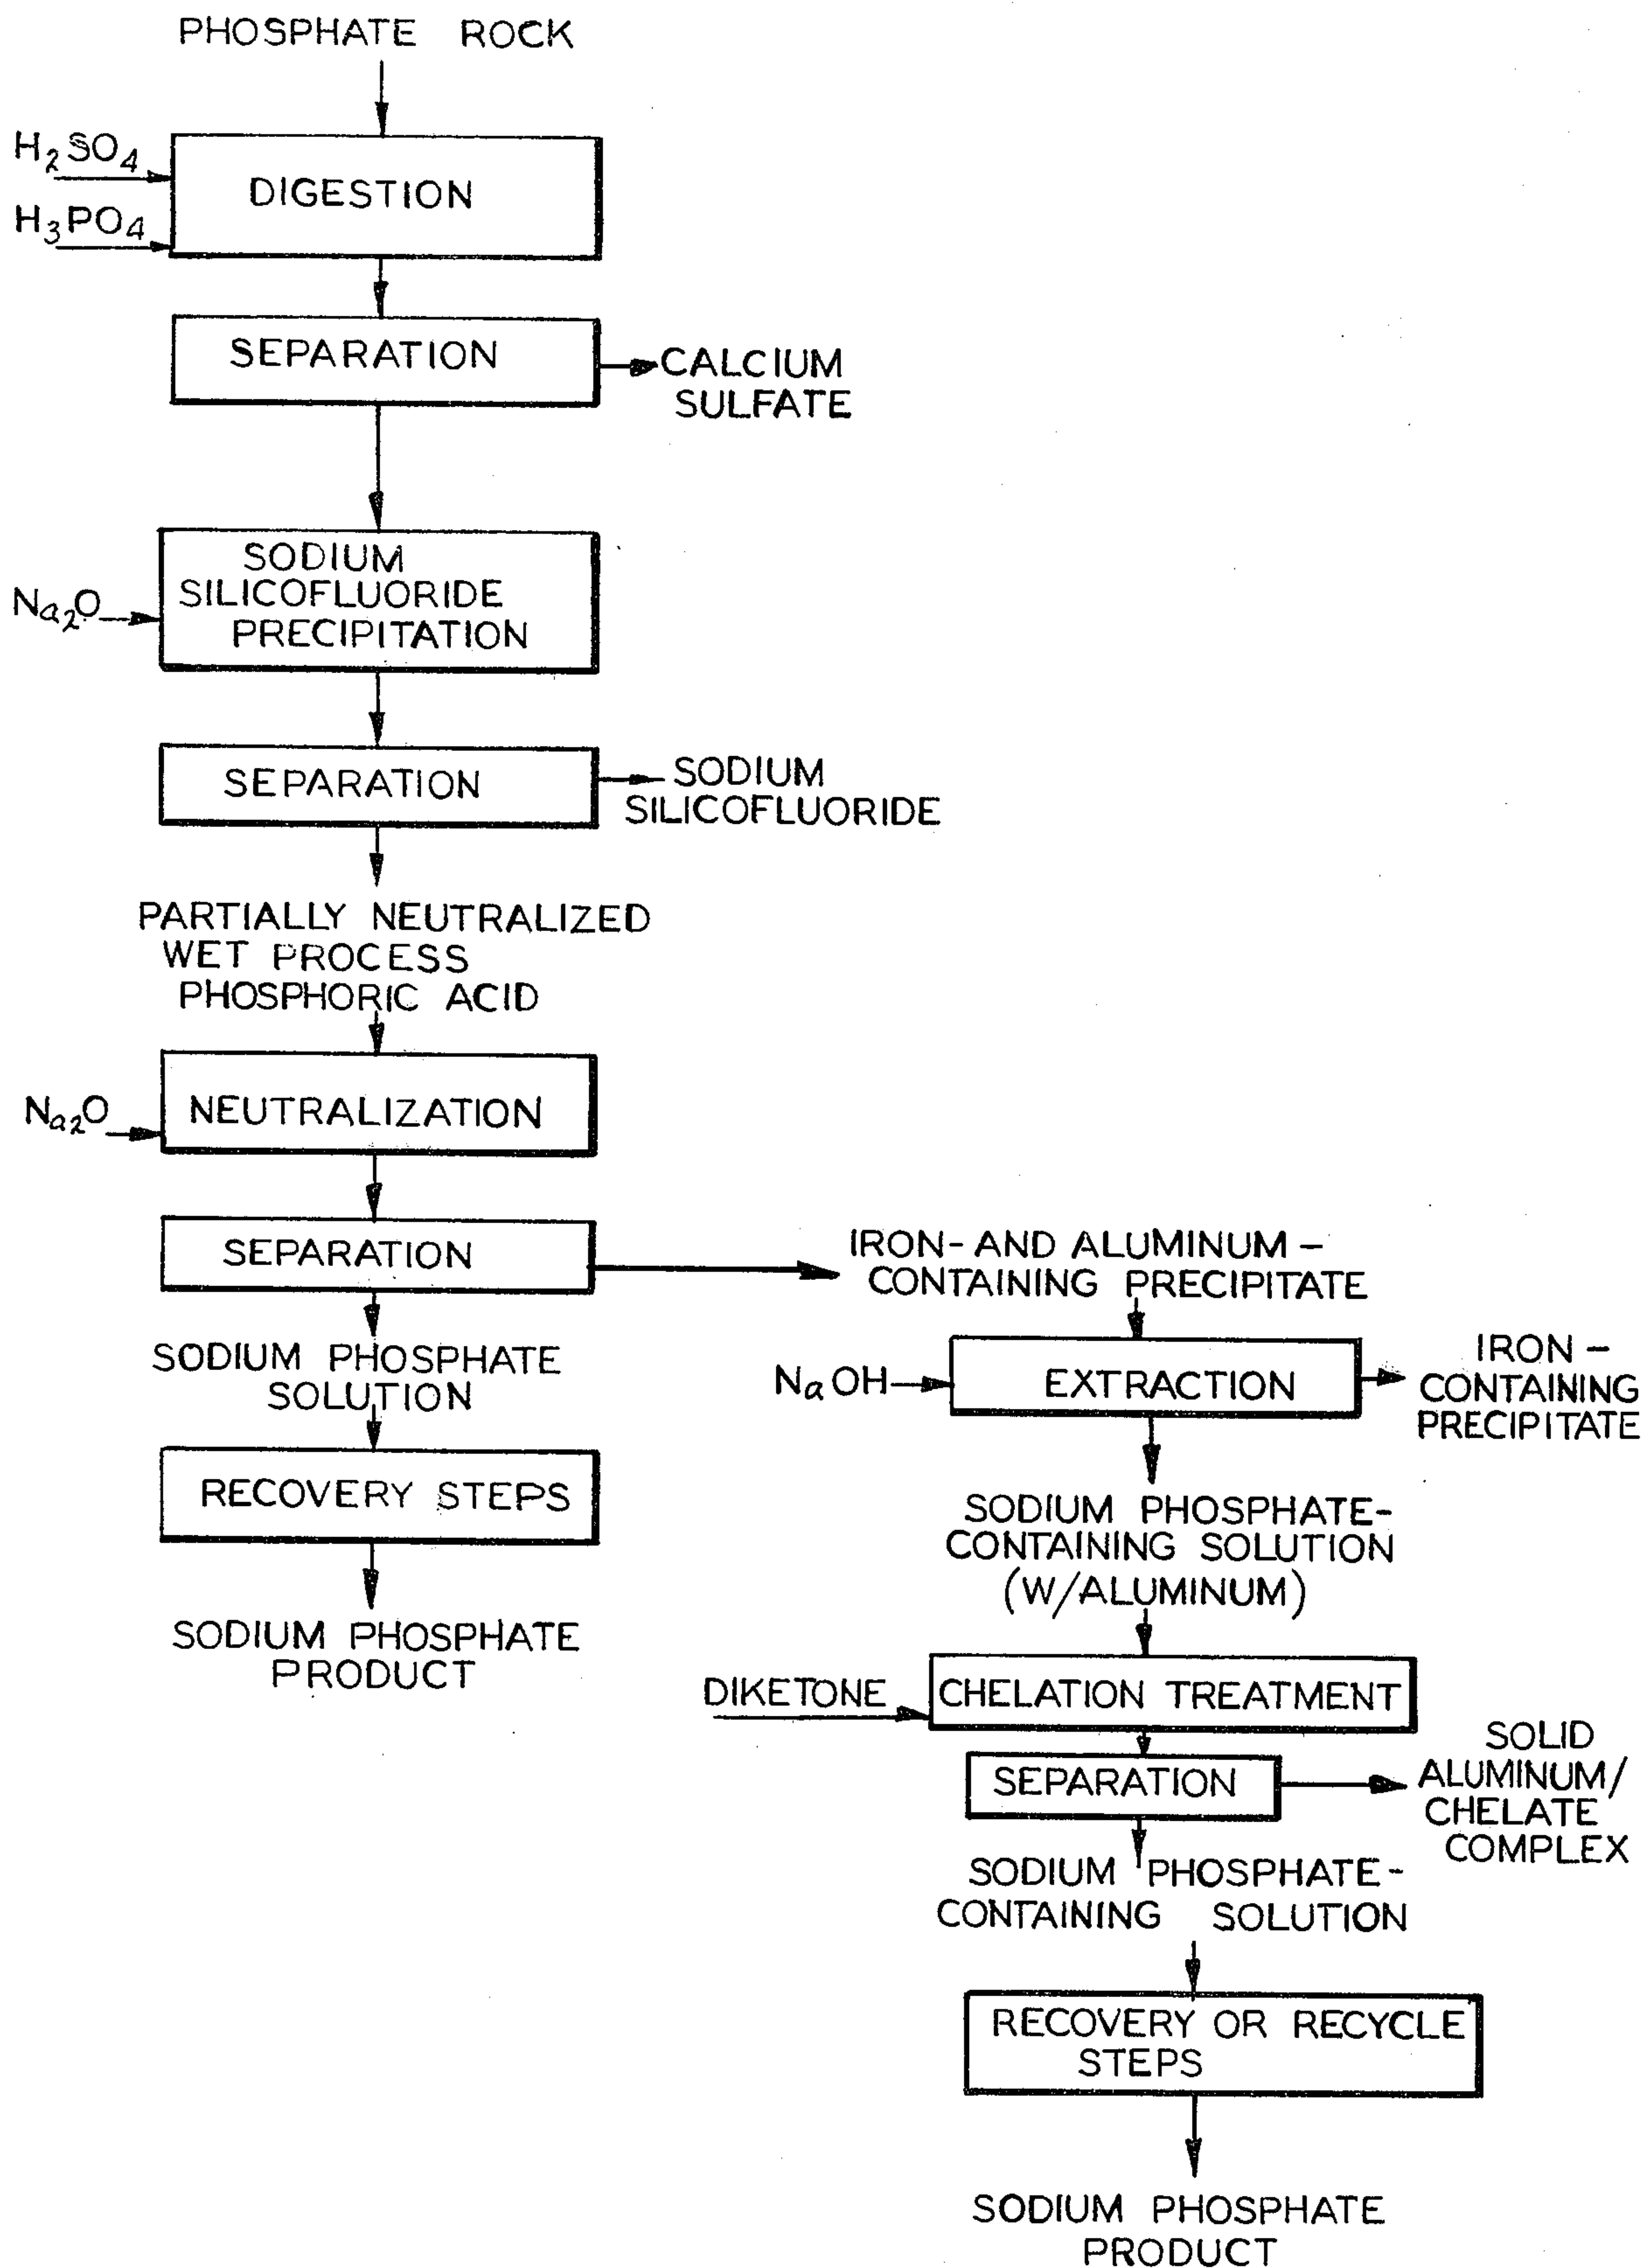 PHOSPHATE ROCK
H2SO4
DIGESTION
H3PO4
SEPARATION
CALCIUM
SULFATE
SODIUM
SILICOFLUORIDE
PRECIPITATION
Na2O
SEPARATION
SODIUM
SILICOFLUORIDE
PARTIALLY NEUTRALIZED
WET PROCESS
PHOSPHORIC ACID
Na2O
NEUTRALIZATION
SEPARATION
SODIUM PHOSPHATE
SOLUTION
RECOVERY STEPS
SODIUM PHOSPHATE
PRODUCT
IRON- AND ALUMINUM-
CONTAINING PRECIPITATE
NaOH
EXTRACTION
IRON-
CONTAINING
PRECIPITATE
SODIUM PHOSPHATE-
CONTAINING SOLUTION
(W/ALUMINUM)
DIKETONE
CHELATION TREATMENT
SEPARATION
SOLID
ALUMINUM/
CHELATE
COMPLEX
SODIUM PHOSPHATE-
CONTAINING SOLUTION
RECOVERY OR RECYCLE
STEPS
SODIUM PHOSPHATE
PRODUCT